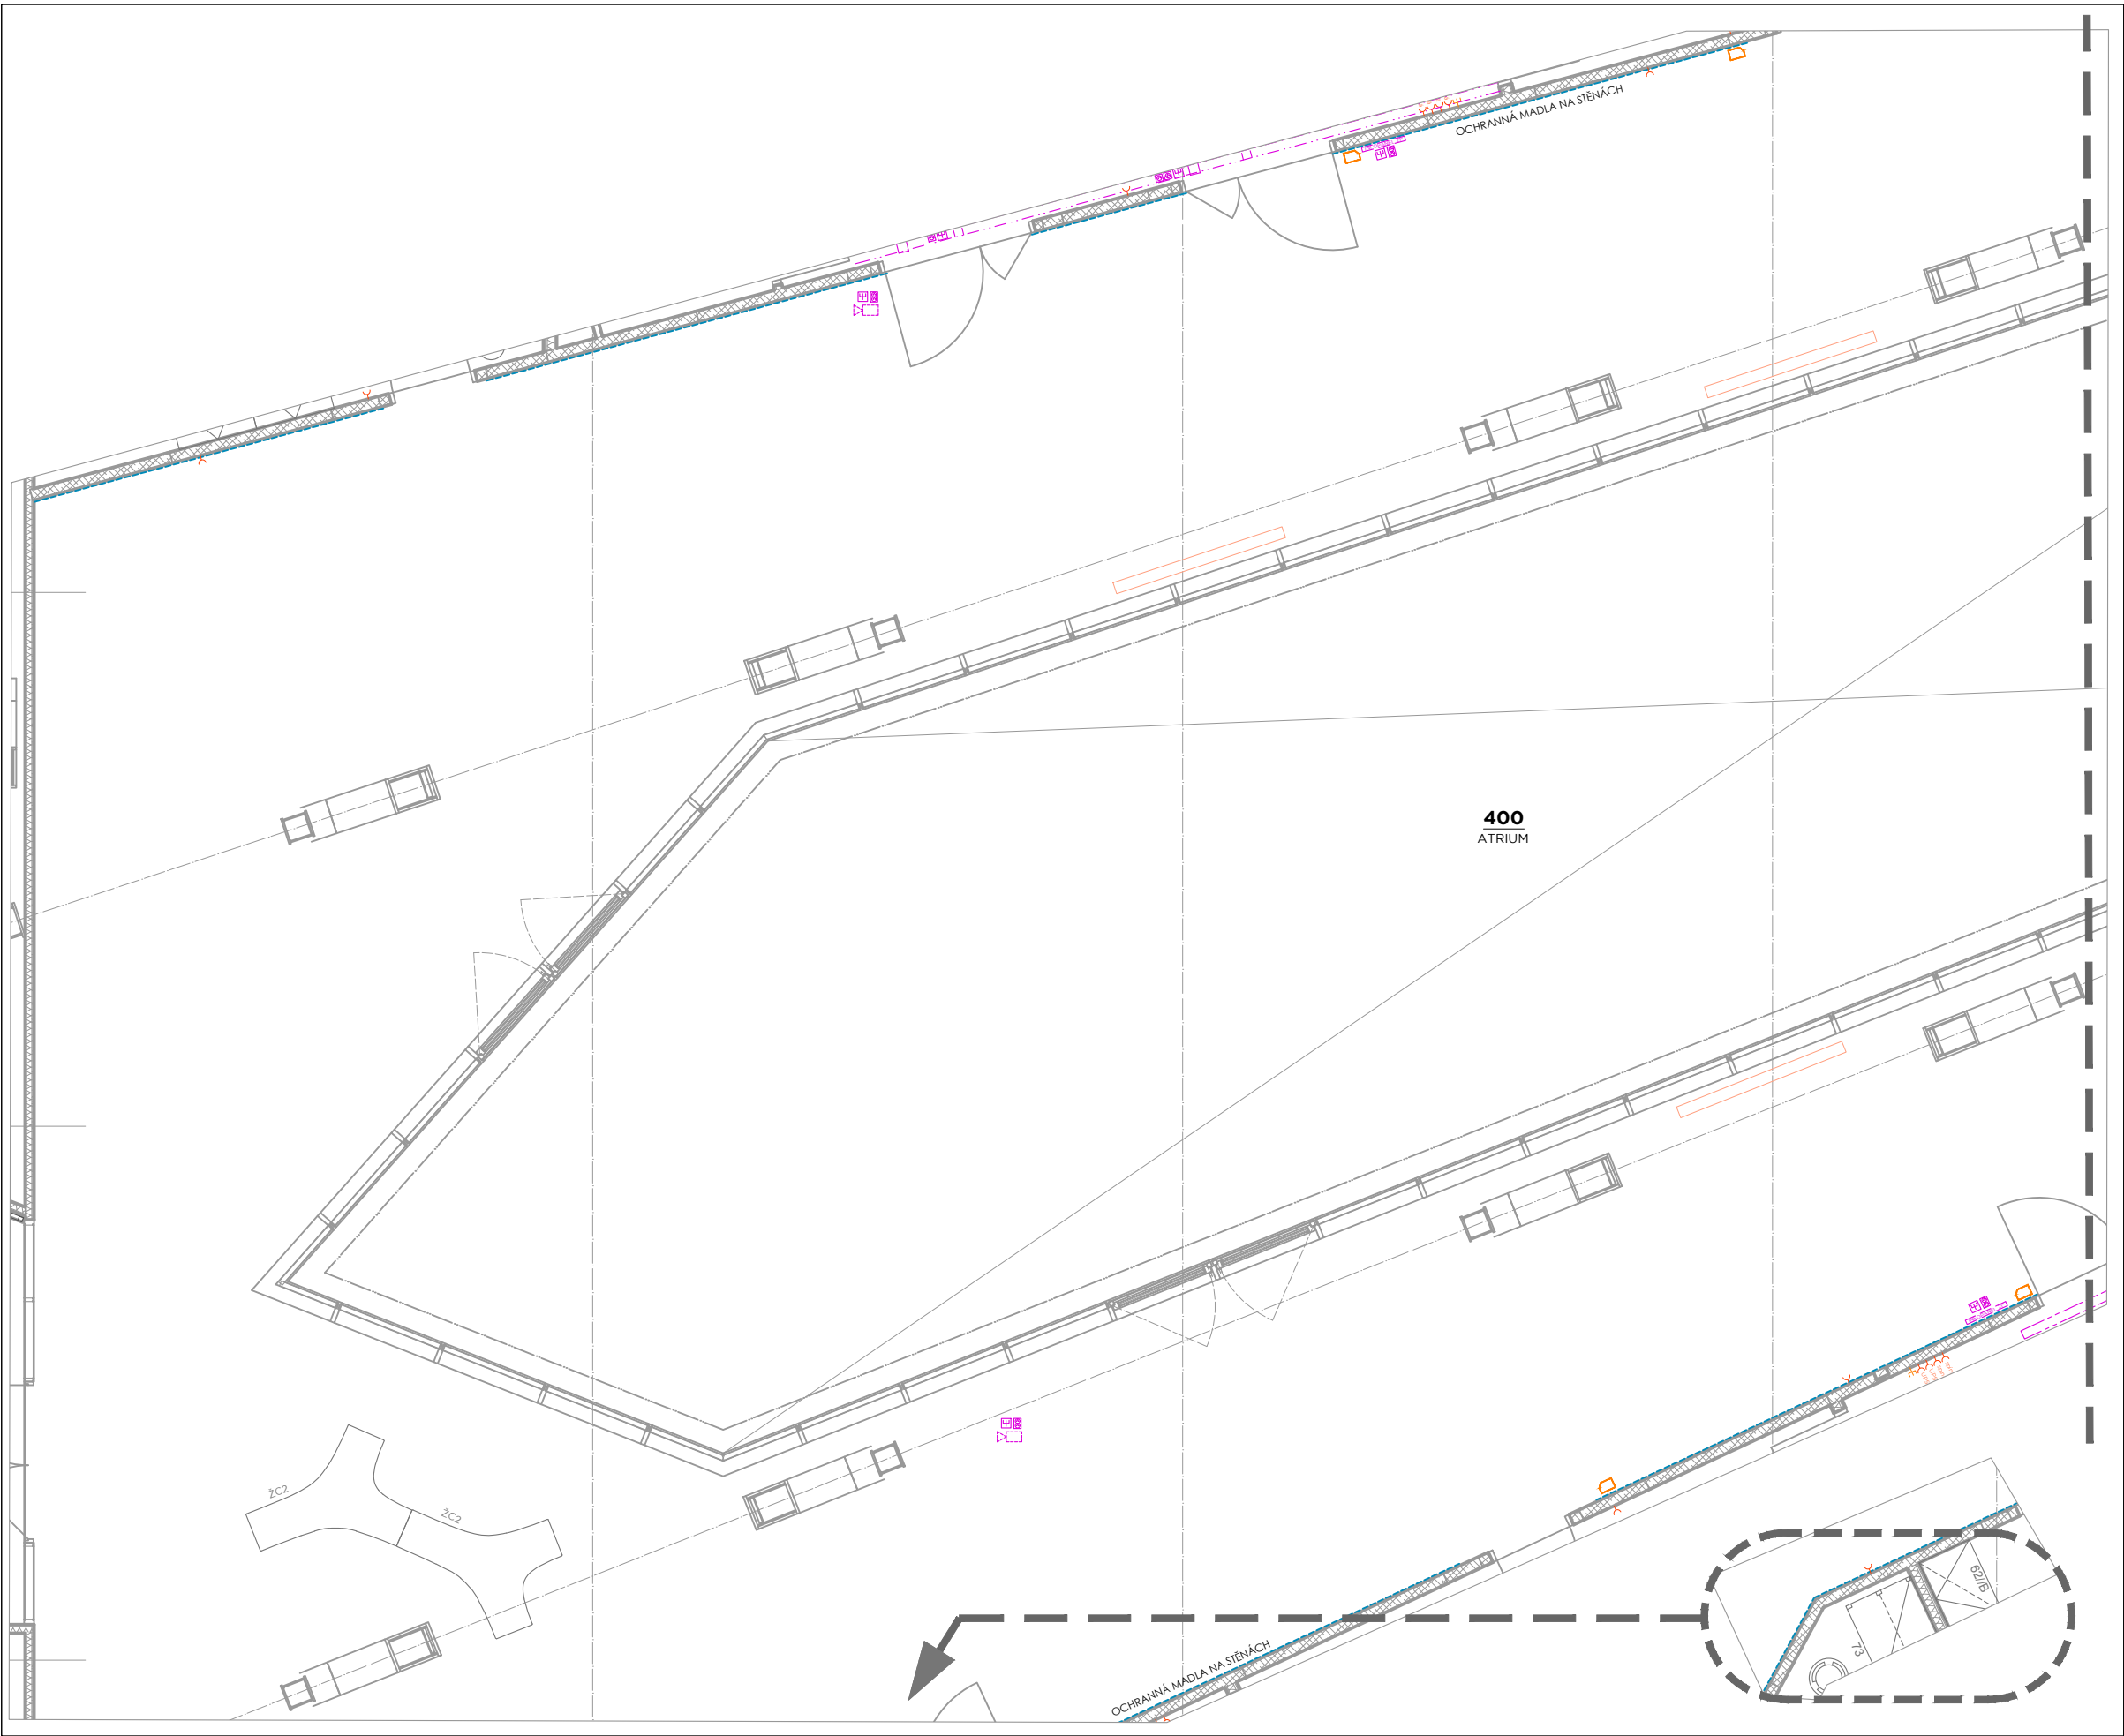 OCHRANNÁ MADLA NA STĚNÁCH
400
ATRIUM
ŽC2
ŽC2
62/B
73
OCHRANNÁ MADLA NA STĚNÁCH